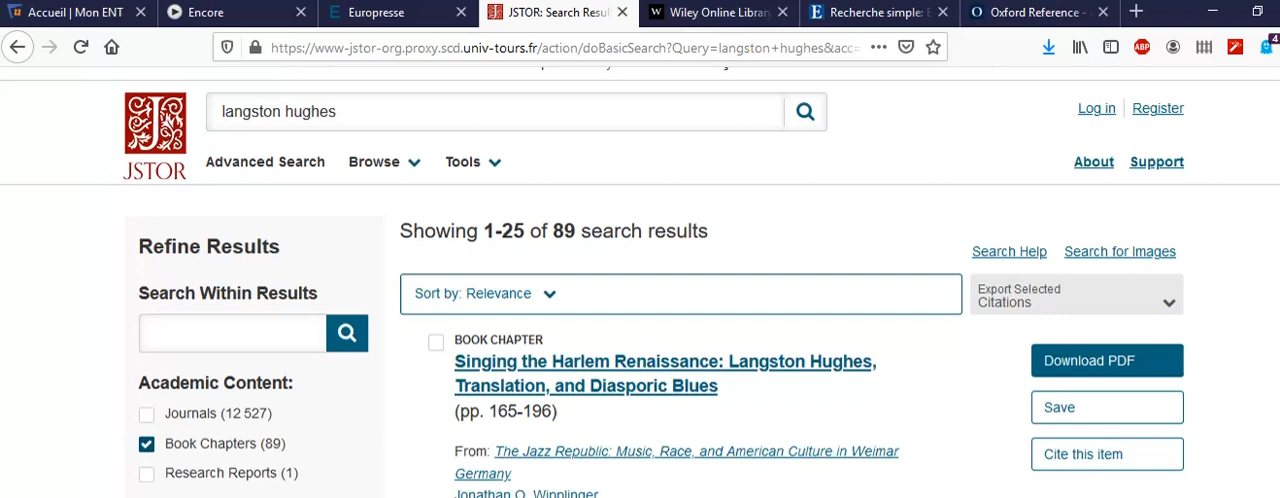 Accueil | Mon ENT
Encore
Europresse
JSTOR: Search Resul
Wiley Online Library
Recherche simple: E
Oxford Reference -
https://www-jstor-org.proxy.scd.univ-tours.fr/action/doBasicSearch?Query=langston+hughes&acc=
ABP
4
JSTOR
langston hughes
Log in
Register
Advanced Search
Browse
Tools
About
Support
Refine Results
Search Within Results
Academic Content:
Journals (12 527)
Book Chapters (89)
Research Reports (1)
Showing 1-25 of 89 search results
Search Help
Search for Images
Sort by: Relevance
Export Selected
Citations
BOOK CHAPTER
Singing the Harlem Renaissance: Langston Hughes,
Translation, and Diasporic Blues
(pp. 165-196)
From: The Jazz Republic: Music, Race, and American Culture in Weimar
Germany
Jonathan O. Wipplinger
Download PDF
Save
Cite this item